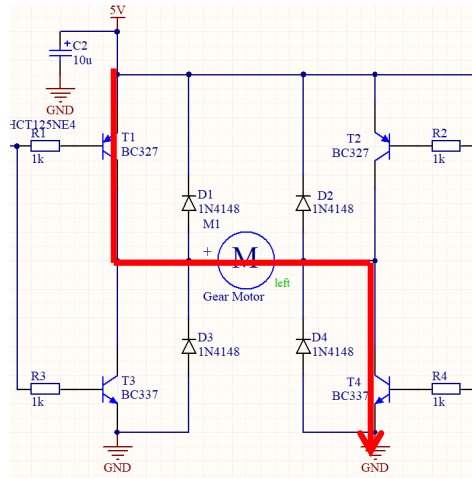 5V
+
C2
10u
GND
HCT125NE4
R1
1k
T1
BC327
T2
BC327
R2
1k
D1
1N4148
D2
1N4148
M1
+
M
left
Gear Motor
D3
1N4148
D4
1N4148
R3
1k
T3
BC337
T4
BC337
R4
1k
GND
GND